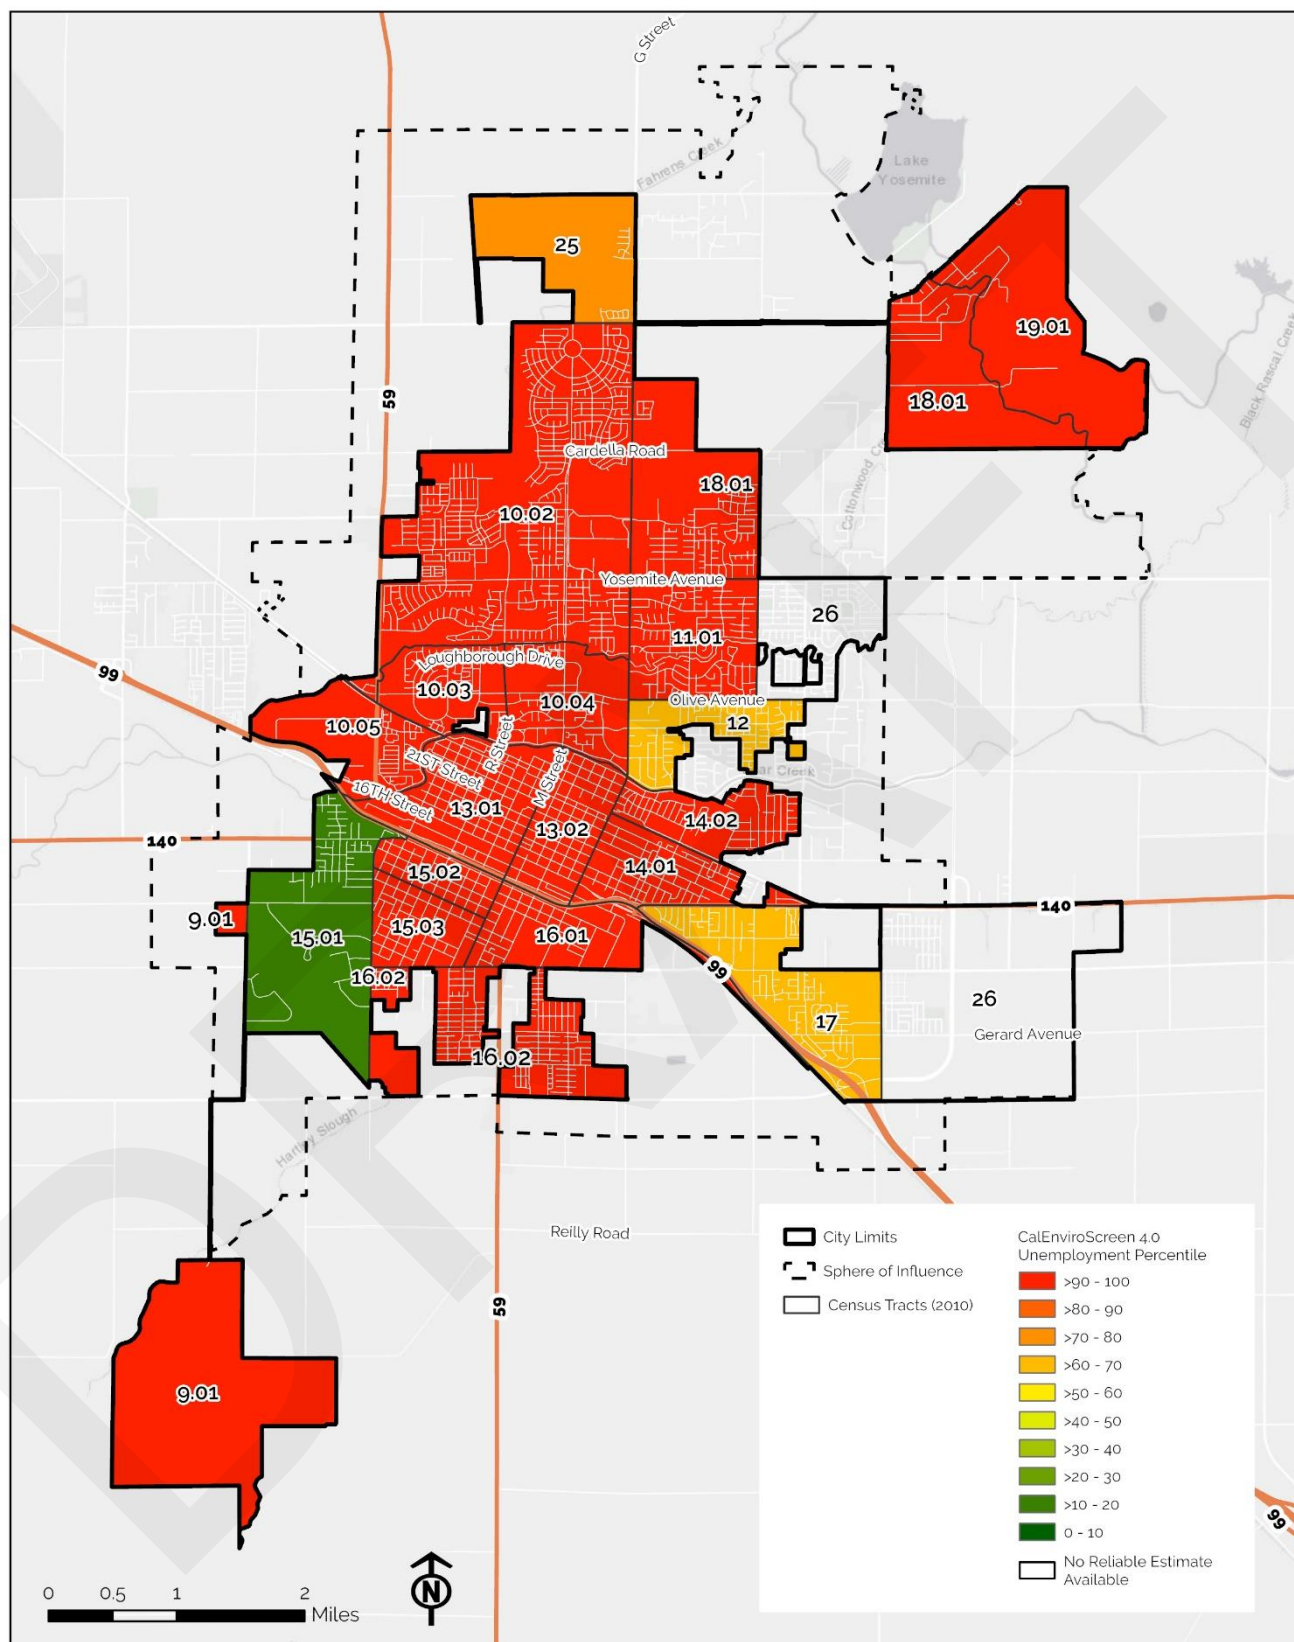 G Street
Fahrens Creek
Lake
Yosemite
25
19.01
Black Rascal Creek
59
18.01
Cardella Road
18.01
10.02
Yosemite Avenue
26
11.01
99
Loughborough Drive
10.03
10.04
Olive Avenue
12
10.05
R Street
21ST Street
M Street
16TH Street
13.01
13.02
14.02
140
15.02
14.01
9.01
15.01
15.03
16.01
140
16.02
99
26
17
Gerard Avenue
16.02
Hartley Slough
Reilly Road
59
9.01
99
City Limits
Sphere of Influence
Census Tracts (2010)
CalEnviroScreen 4.0
Unemployment Percentile
>90 - 100
>80 - 90
>70 - 80
>60 - 70
>50 - 60
>40 - 50
>30 - 40
>20 - 30
>10 - 20
0 - 10
No Reliable Estimate
Available
0 0.5 1 2
Miles
N
DRAFT